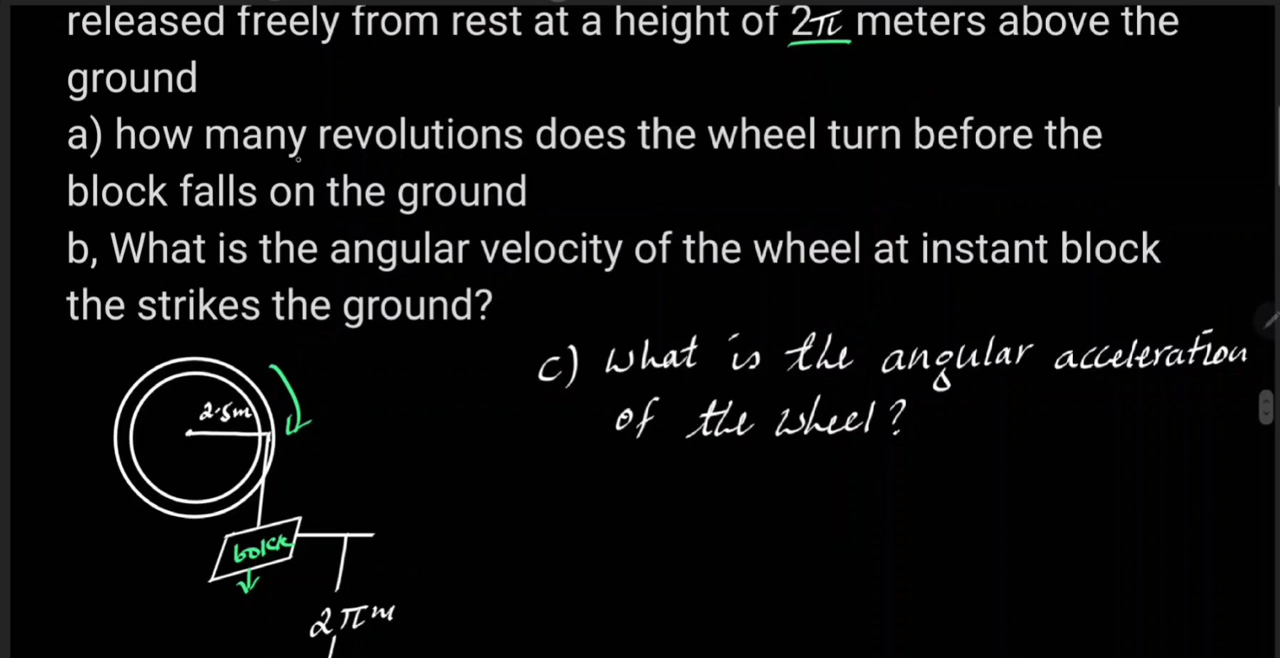 released freely from rest at a height of 2π meters above the
ground
a) how many revolutions does the wheel turn before the
block falls on the ground
b, What is the angular velocity of the wheel at instant block
the strikes the ground?
c) what is the angular acceleration
of the wheel?
2.5m
bolck
2πm